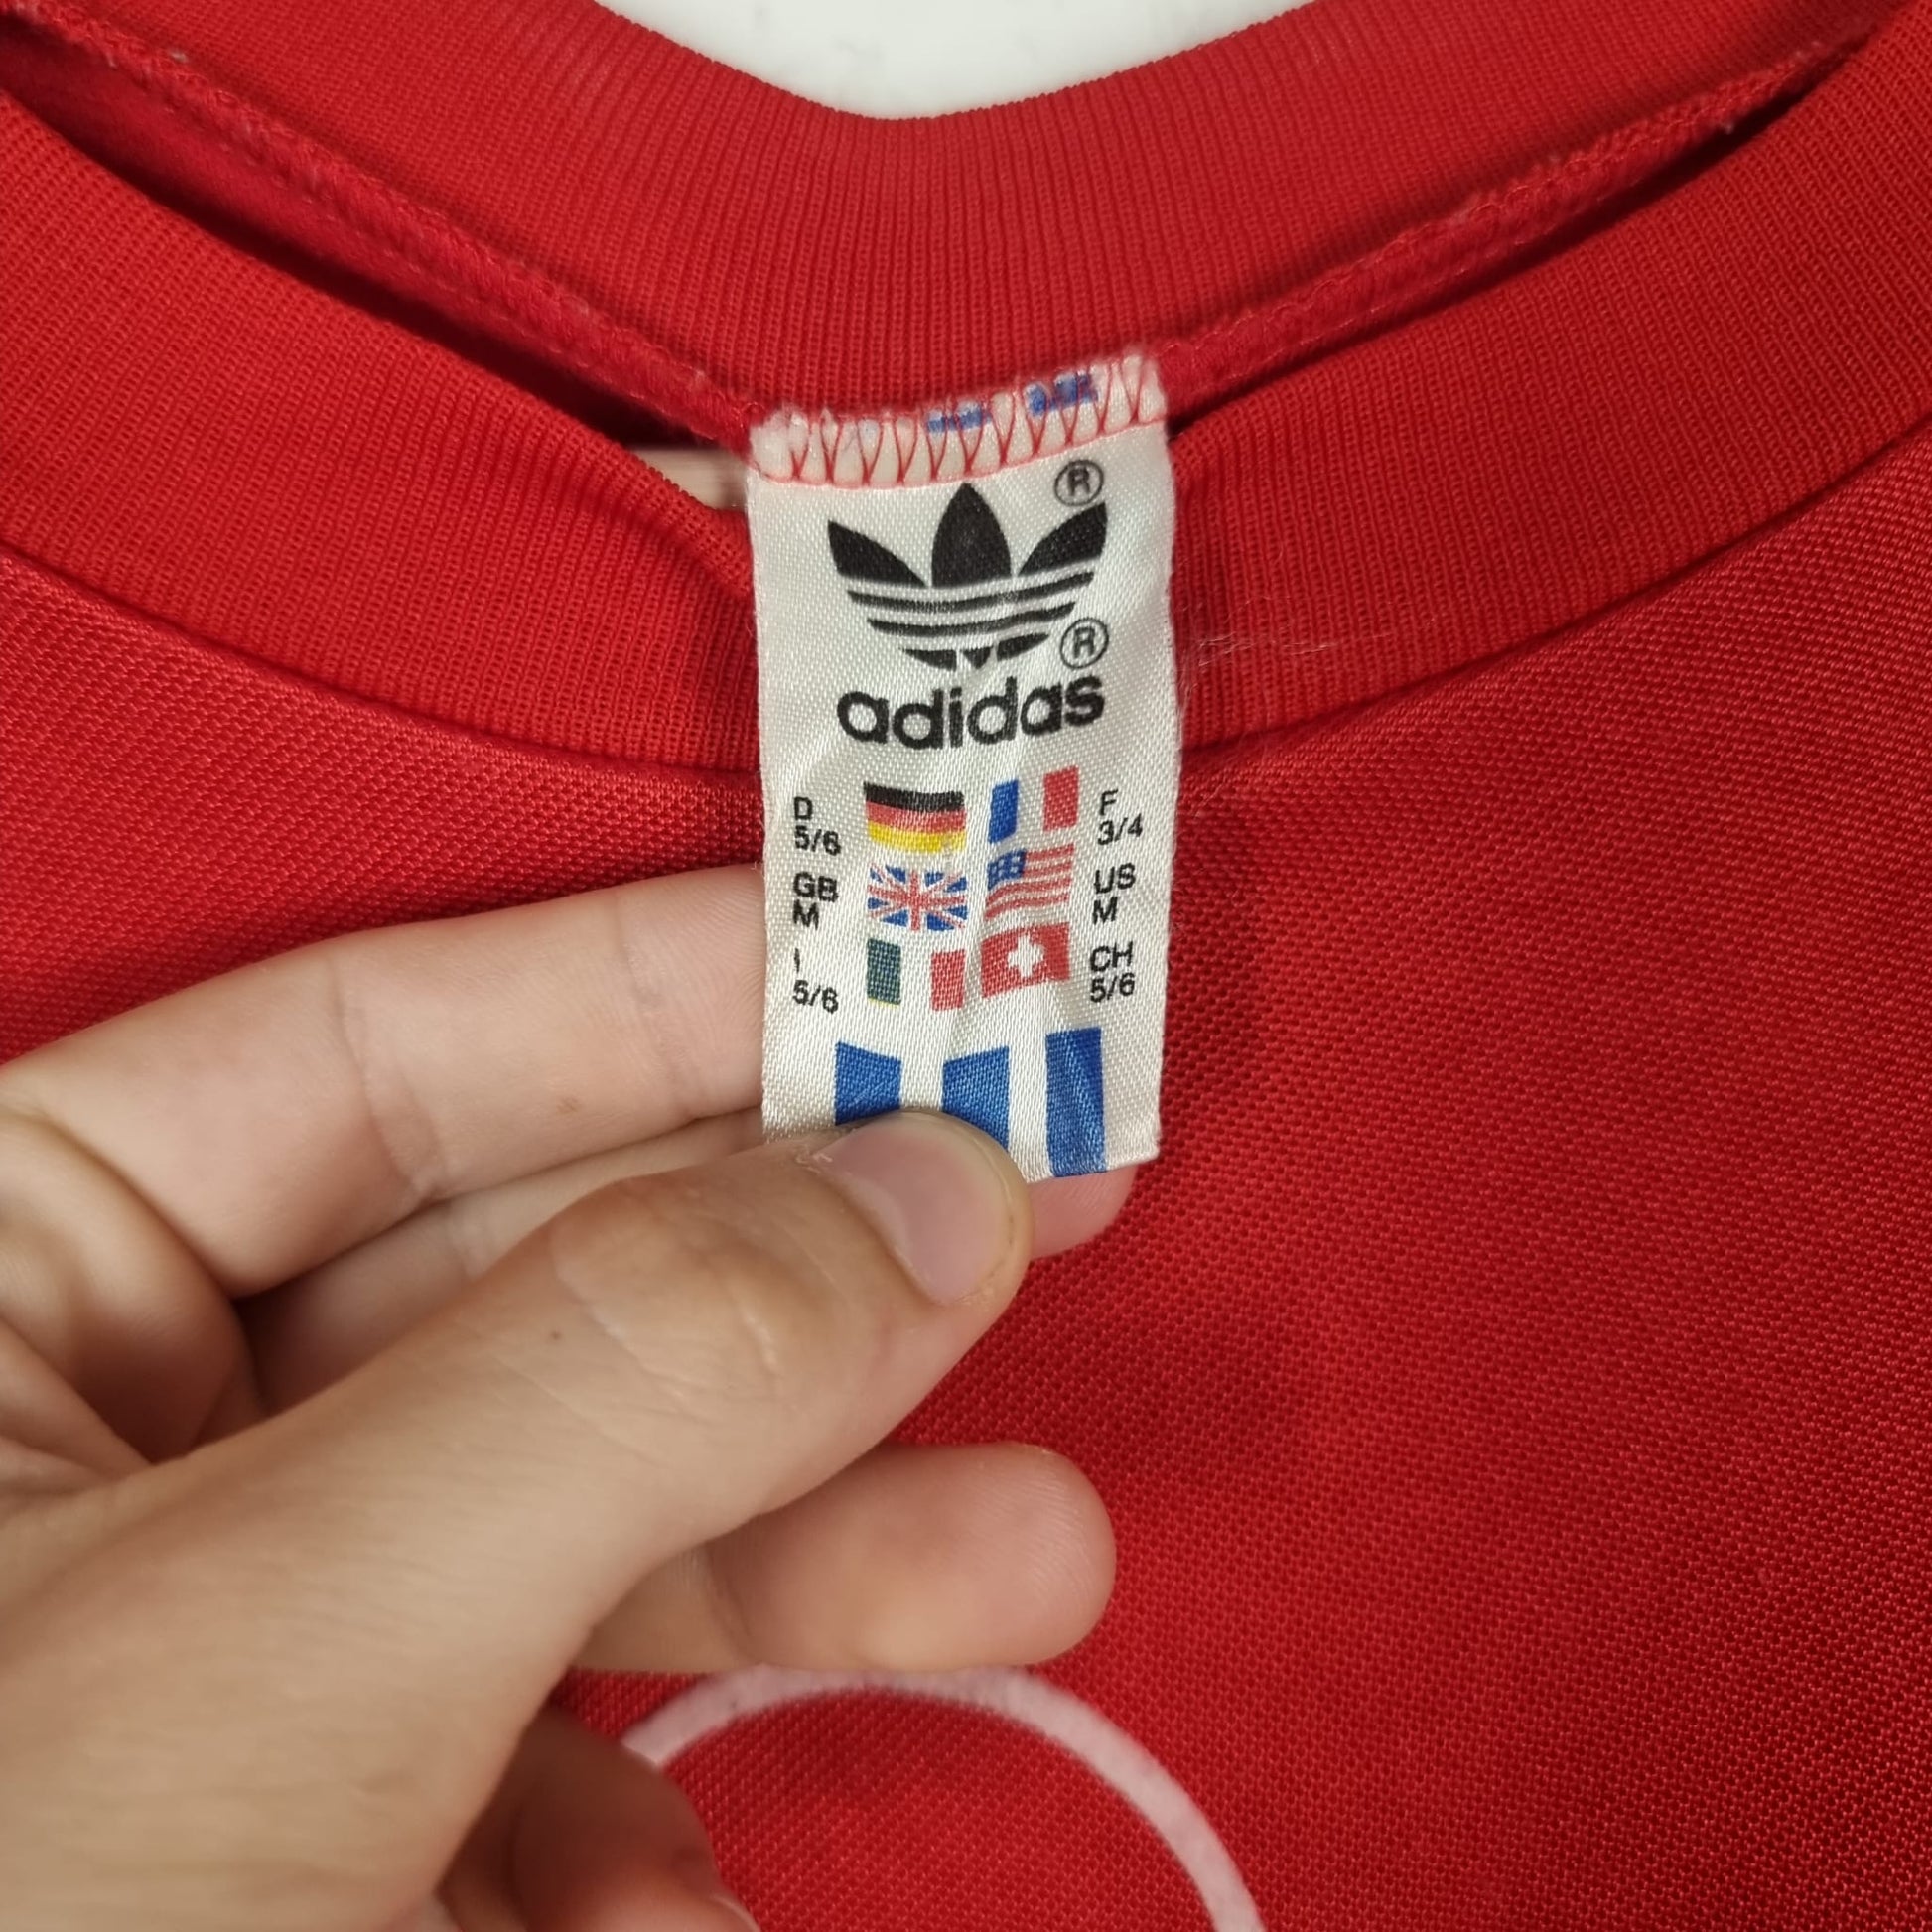 ®
®
adidas
D F
5/6 3/4
GB US
M M
I CH
5/6 5/6